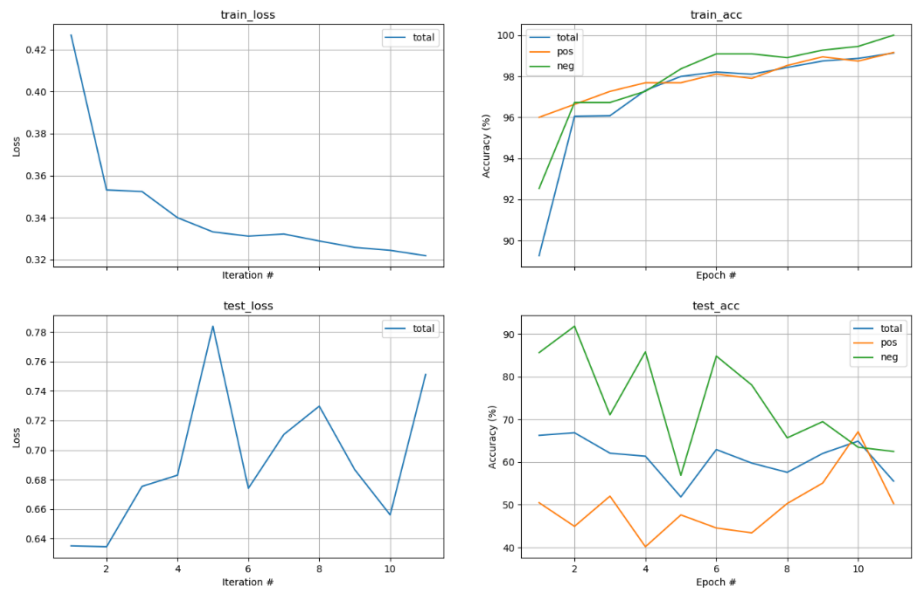 train_loss
total
0.42
0.40
0.38
0.36
0.34
0.32
Loss
Iteration #
train_acc
total
pos
neg
100
98
96
94
92
90
Accuracy (%)
Epoch #
test_loss
total
0.78
0.76
0.74
0.72
0.70
0.68
0.66
0.64
Loss
2 4 6 8 10
Iteration #
test_acc
total
pos
neg
90
80
70
60
50
40
Accuracy (%)
2 4 6 8 10
Epoch #